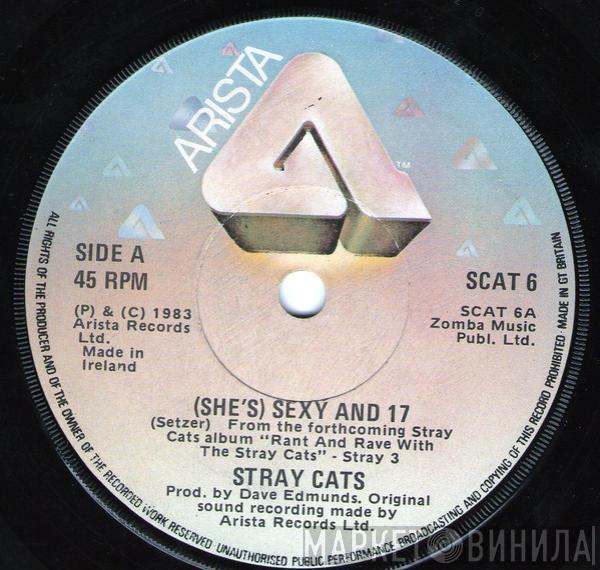 ARISTA
TM
SIDE A
45 RPM
SCAT 6
(P) & (C) 1983
Arista Records
Ltd.
Made in
Ireland
SCAT 6A
Zomba Music
Publ. Ltd.
(SHE'S) SEXY AND 17
(Setzer) From the forthcoming Stray
Cats album "Rant And Rave With
The Stray Cats" - Stray 3
STRAY CATS
Prod. by Dave Edmunds. Original
sound recording made by
Arista Records Ltd.
ALL RIGHTS OF THE PRODUCER AND OF THE OWNER OF THE RECORDED WORK RESERVED UNAUTHORISED PUBLIC PERFORMANCE BROADCASTING AND COPYING OF THIS RECORD PROHIBITED · MADE IN GT BRITAIN
МАРКЕТ ВИНИЛА